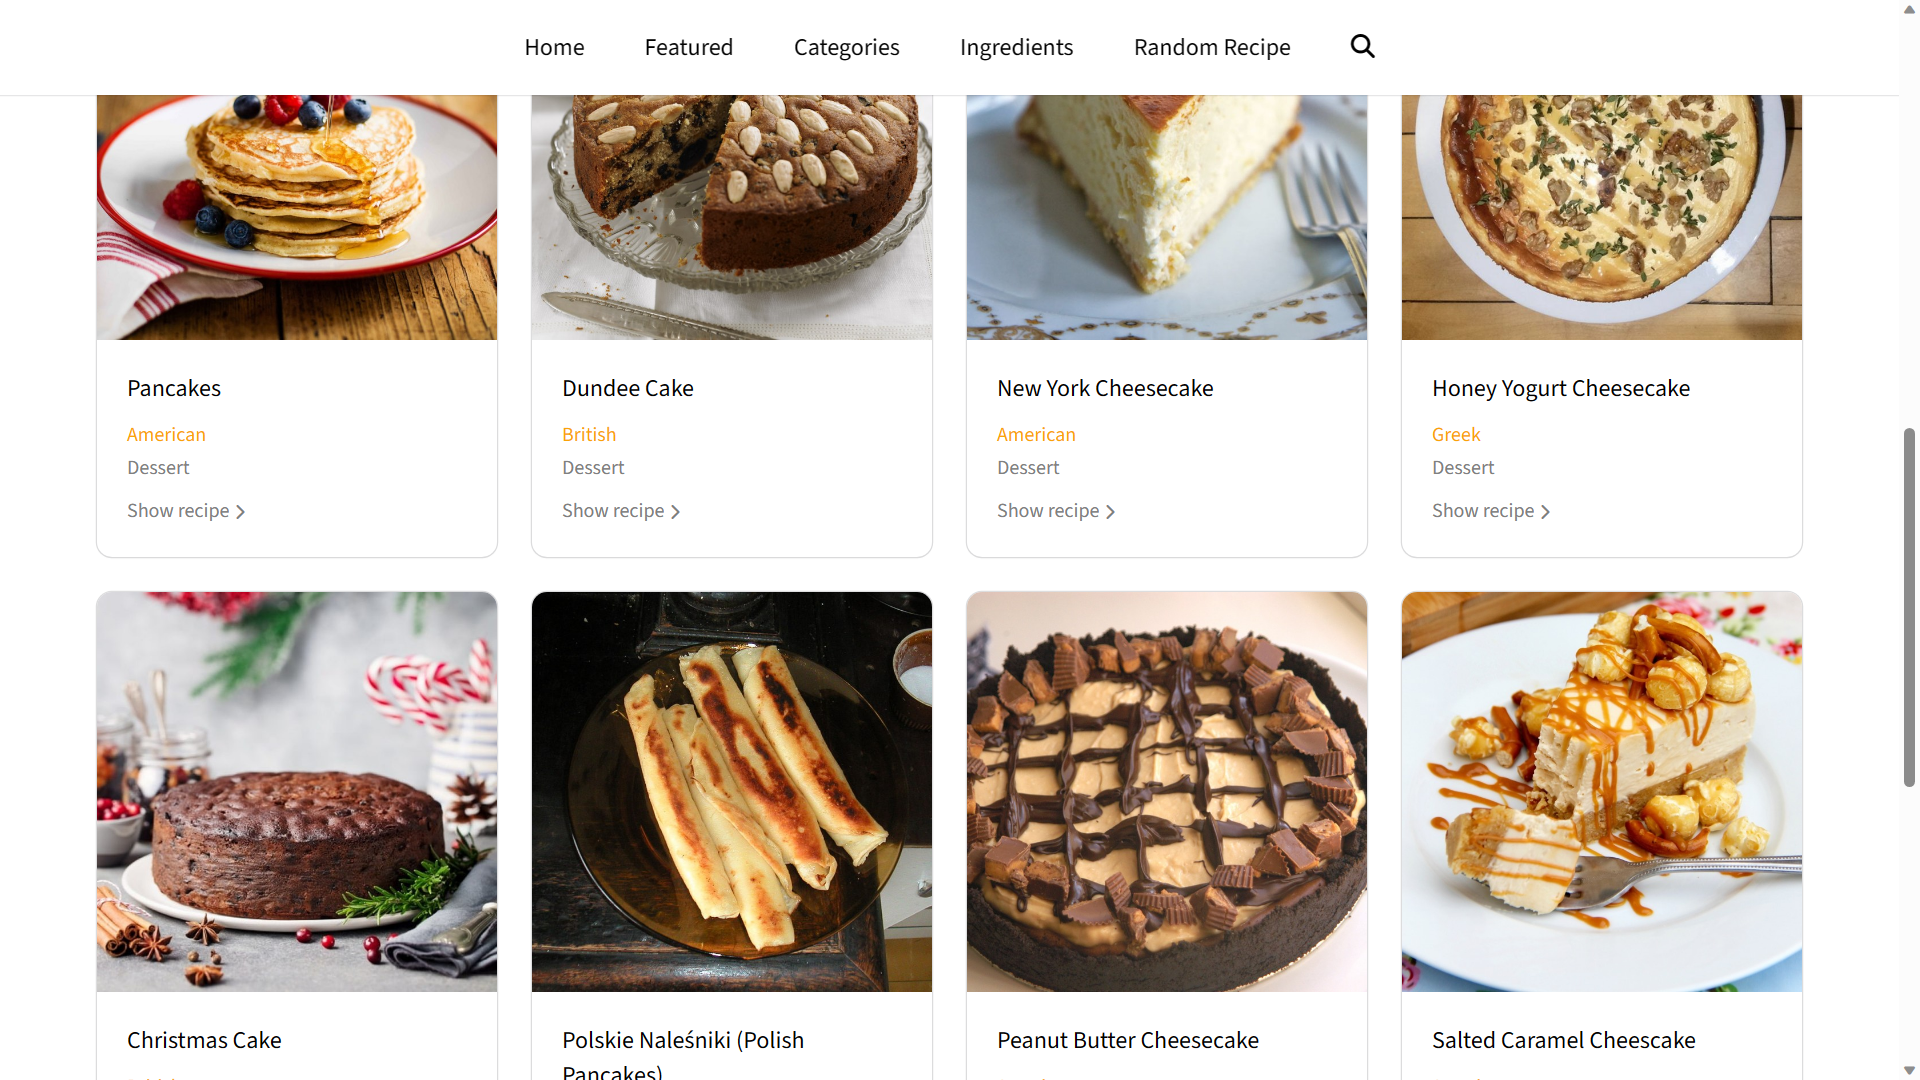 Home Featured Categories Ingredients Random Recipe
Pancakes
American
Dessert
Show recipe
Dundee Cake
British
Dessert
Show recipe
New York Cheesecake
American
Dessert
Show recipe
Honey Yogurt Cheesecake
Greek
Dessert
Show recipe
Christmas Cake
Polskie Naleśniki (Polish
Pancakes)
Peanut Butter Cheesecake
Salted Caramel Cheescake